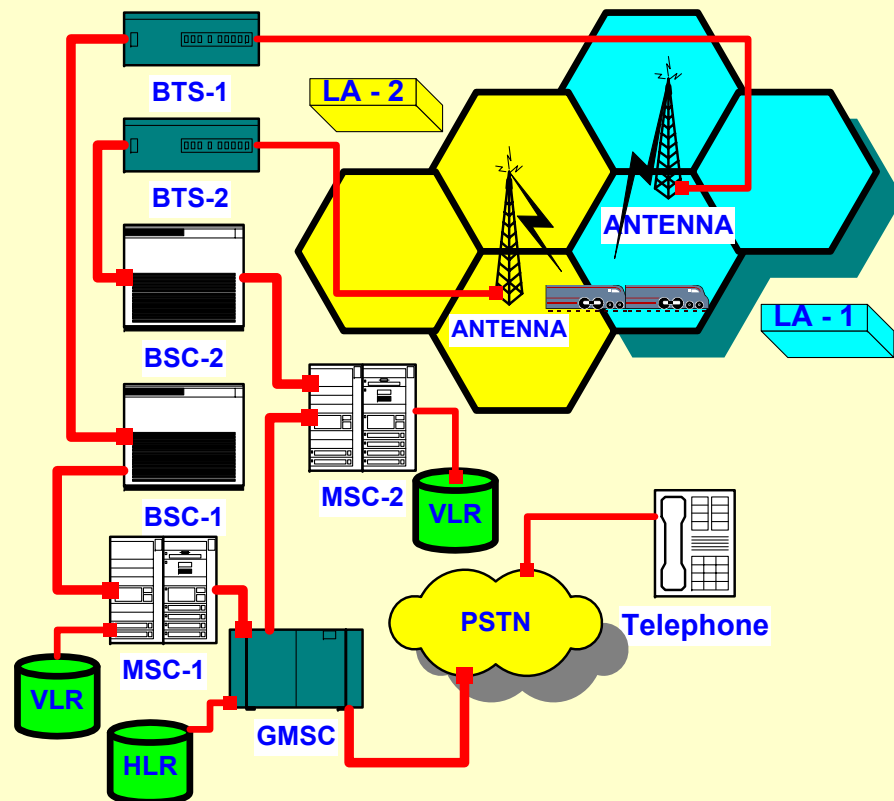 BTS-1
LA - 2
BTS-2
ANTENNA
ANTENNA
LA - 1
BSC-2
MSC-2
VLR
BSC-1
PSTN
Telephone
MSC-1
VLR
GMSC
HLR